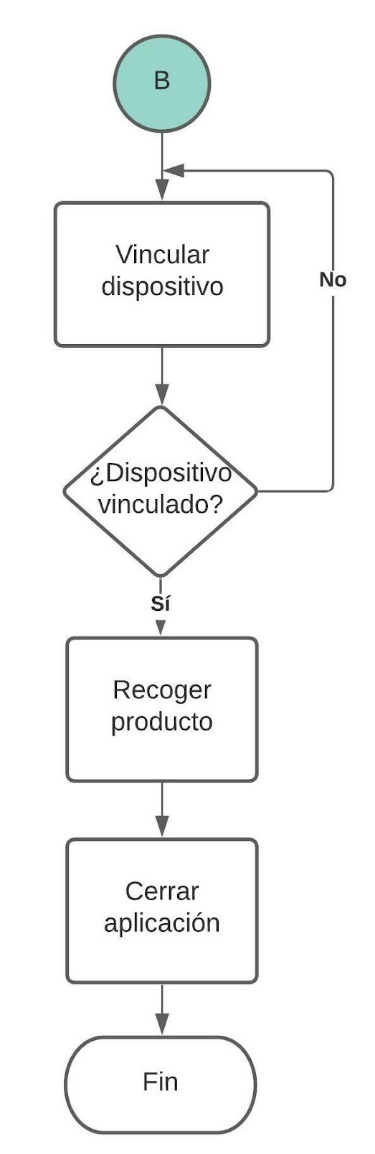 B
Vincular
dispositivo
No
¿Dispositivo
vinculado?
Sí
Recoger
producto
Cerrar
aplicación
Fin